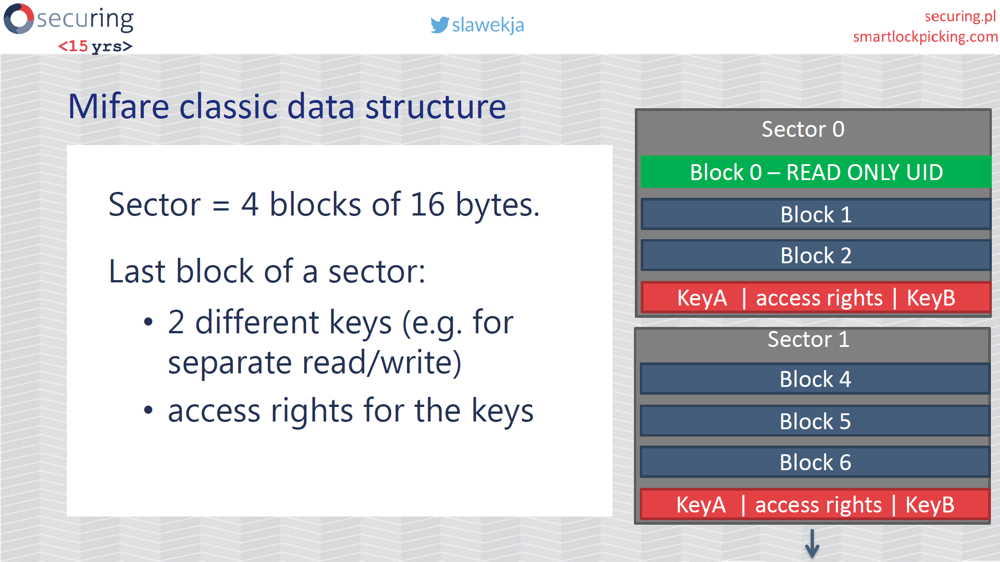 securing
<15 yrs>
slawekja
securing.pl
smartlockpicking.com
Mifare classic data structure
Sector = 4 blocks of 16 bytes.
Last block of a sector:
• 2 different keys (e.g. for
separate read/write)
• access rights for the keys
Sector 0
Block 0 – READ ONLY UID
Block 1
Block 2
KeyA | access rights | KeyB
Sector 1
Block 4
Block 5
Block 6
KeyA | access rights | KeyB